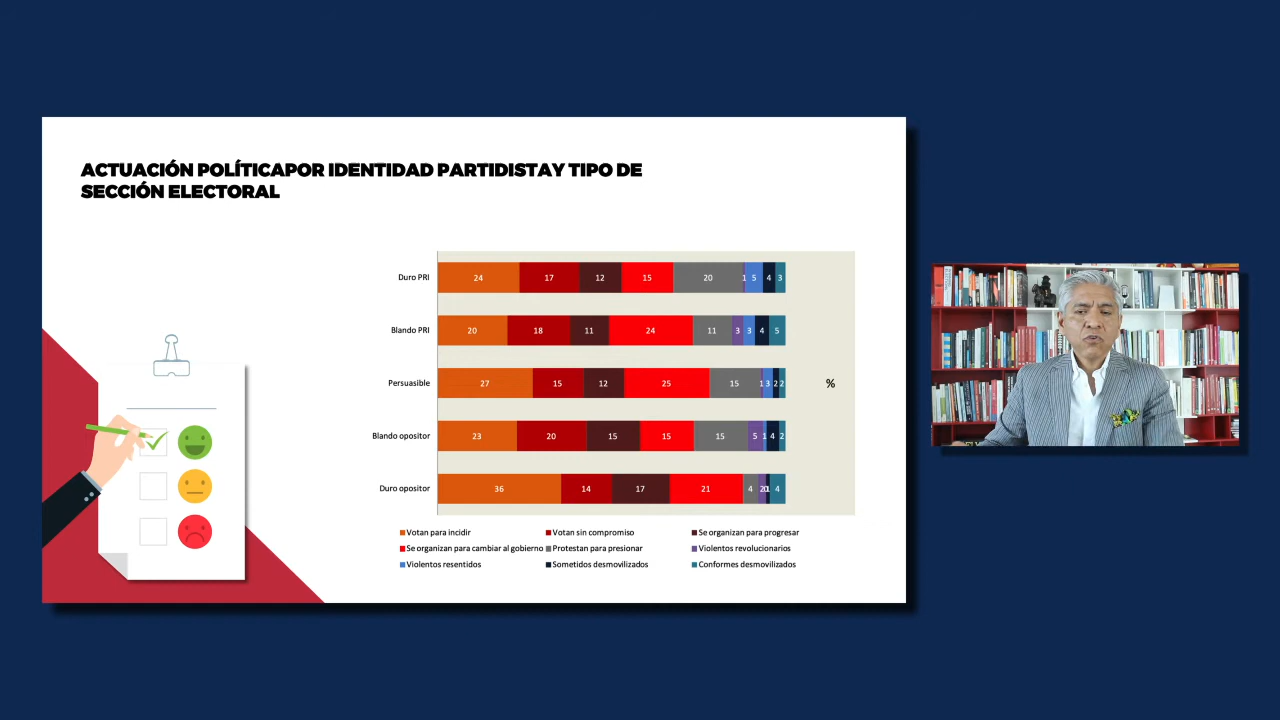 ACTUACIÓN POLÍTICAPOR IDENTIDAD PARTIDISTAY TIPO DE
SECCIÓN ELECTORAL
Duro PRI 24 17 12 15 20 1 5 4 3
Blando PRI 20 18 11 24 11 3 3 4 5
Persuasible 27 15 12 25 15 1 3 2 2
%
Blando opositor 23 20 15 15 15 5 1 4 2
Duro opositor 36 14 17 21 4 2 0 1 4
Votan para incidir Votan sin compromiso Se organizan para progresar
Se organizan para cambiar al gobierno Protestan para presionar Violentos revolucionarios
Violentos resentidos Sometidos desmovilizados Conformes desmovilizados